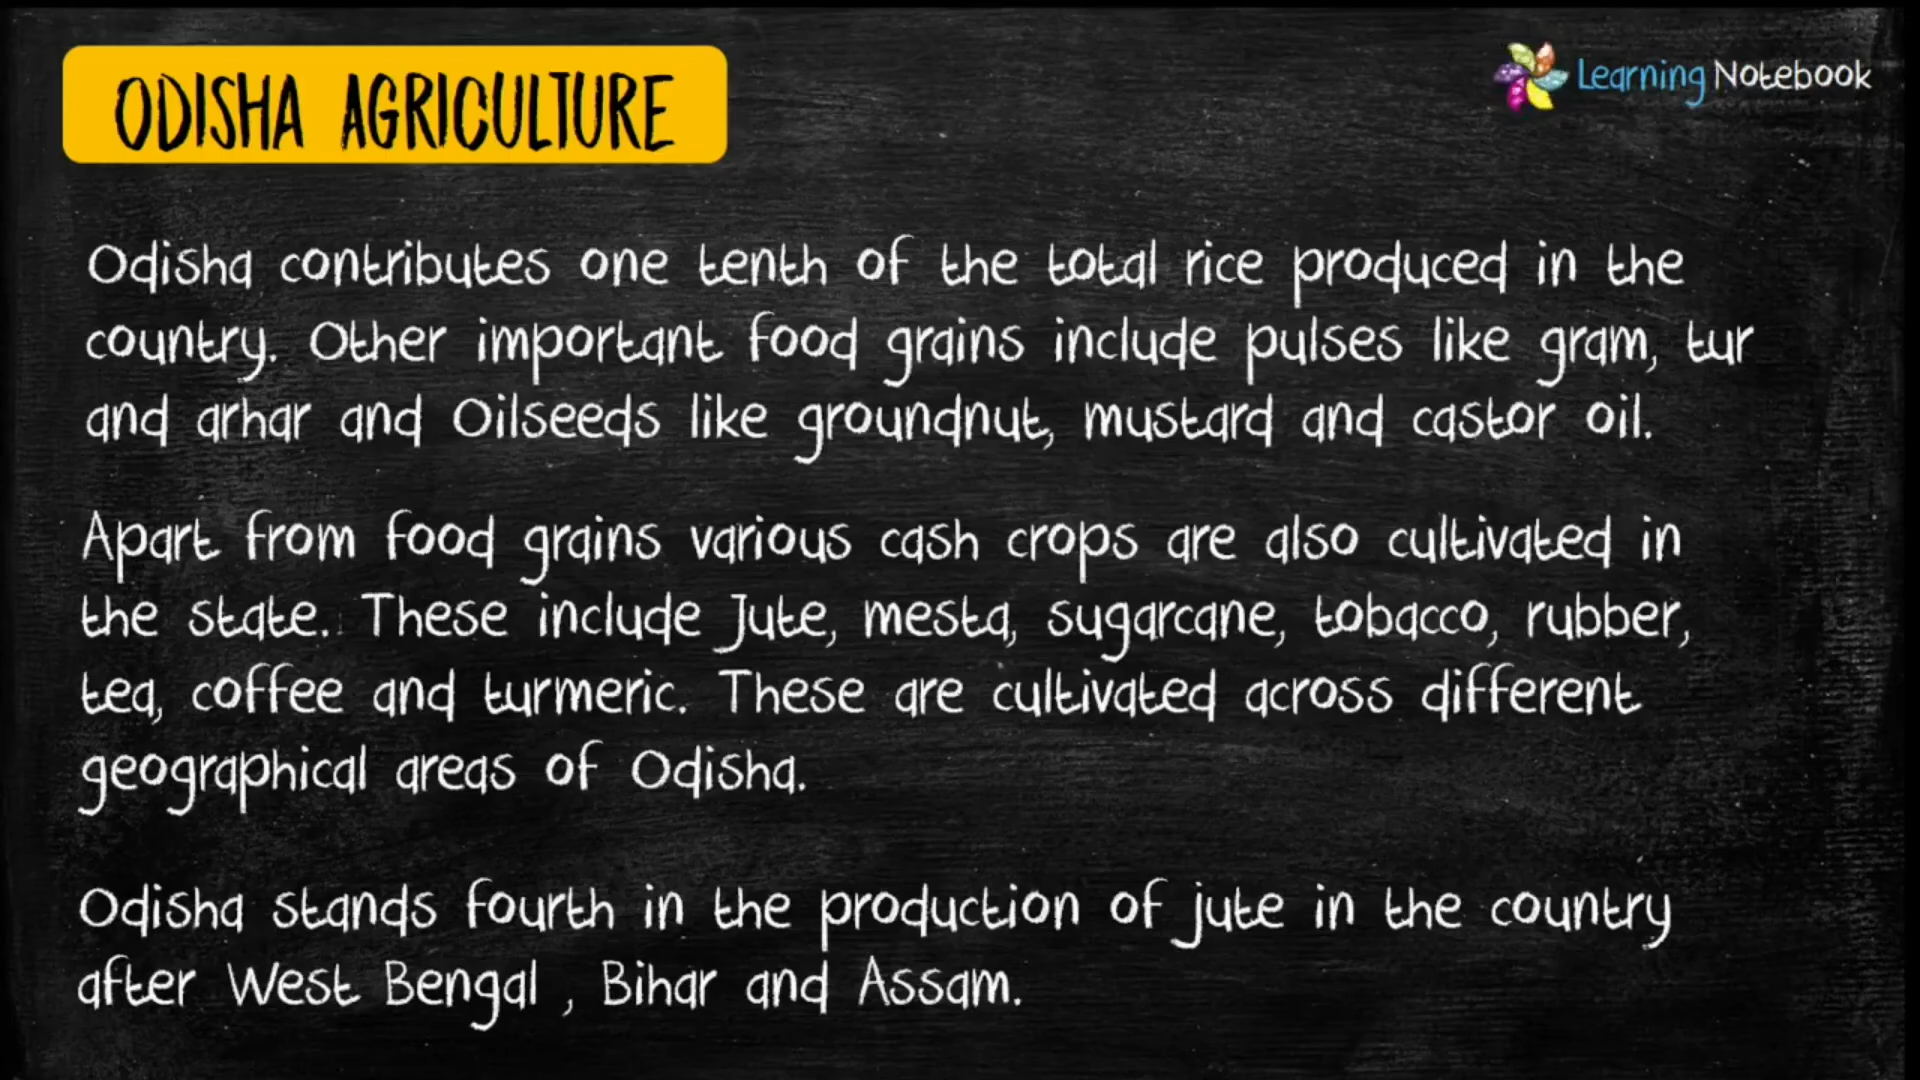 ODISHA AGRICULTURE
Learning Notebook
Odisha contributes one tenth of the total rice produced in the
country. Other important food grains include pulses like gram, tur
and arhar and Oilseeds like groundnut, mustard and castor oil.
Apart from food grains various cash crops are also cultivated in
the state. These include Jute, mesta, sugarcane, tobacco, rubber,
tea, coffee and turmeric. These are cultivated across different
geographical areas of Odisha.
Odisha stands fourth in the production of jute in the country
after West Bengal , Bihar and Assam.